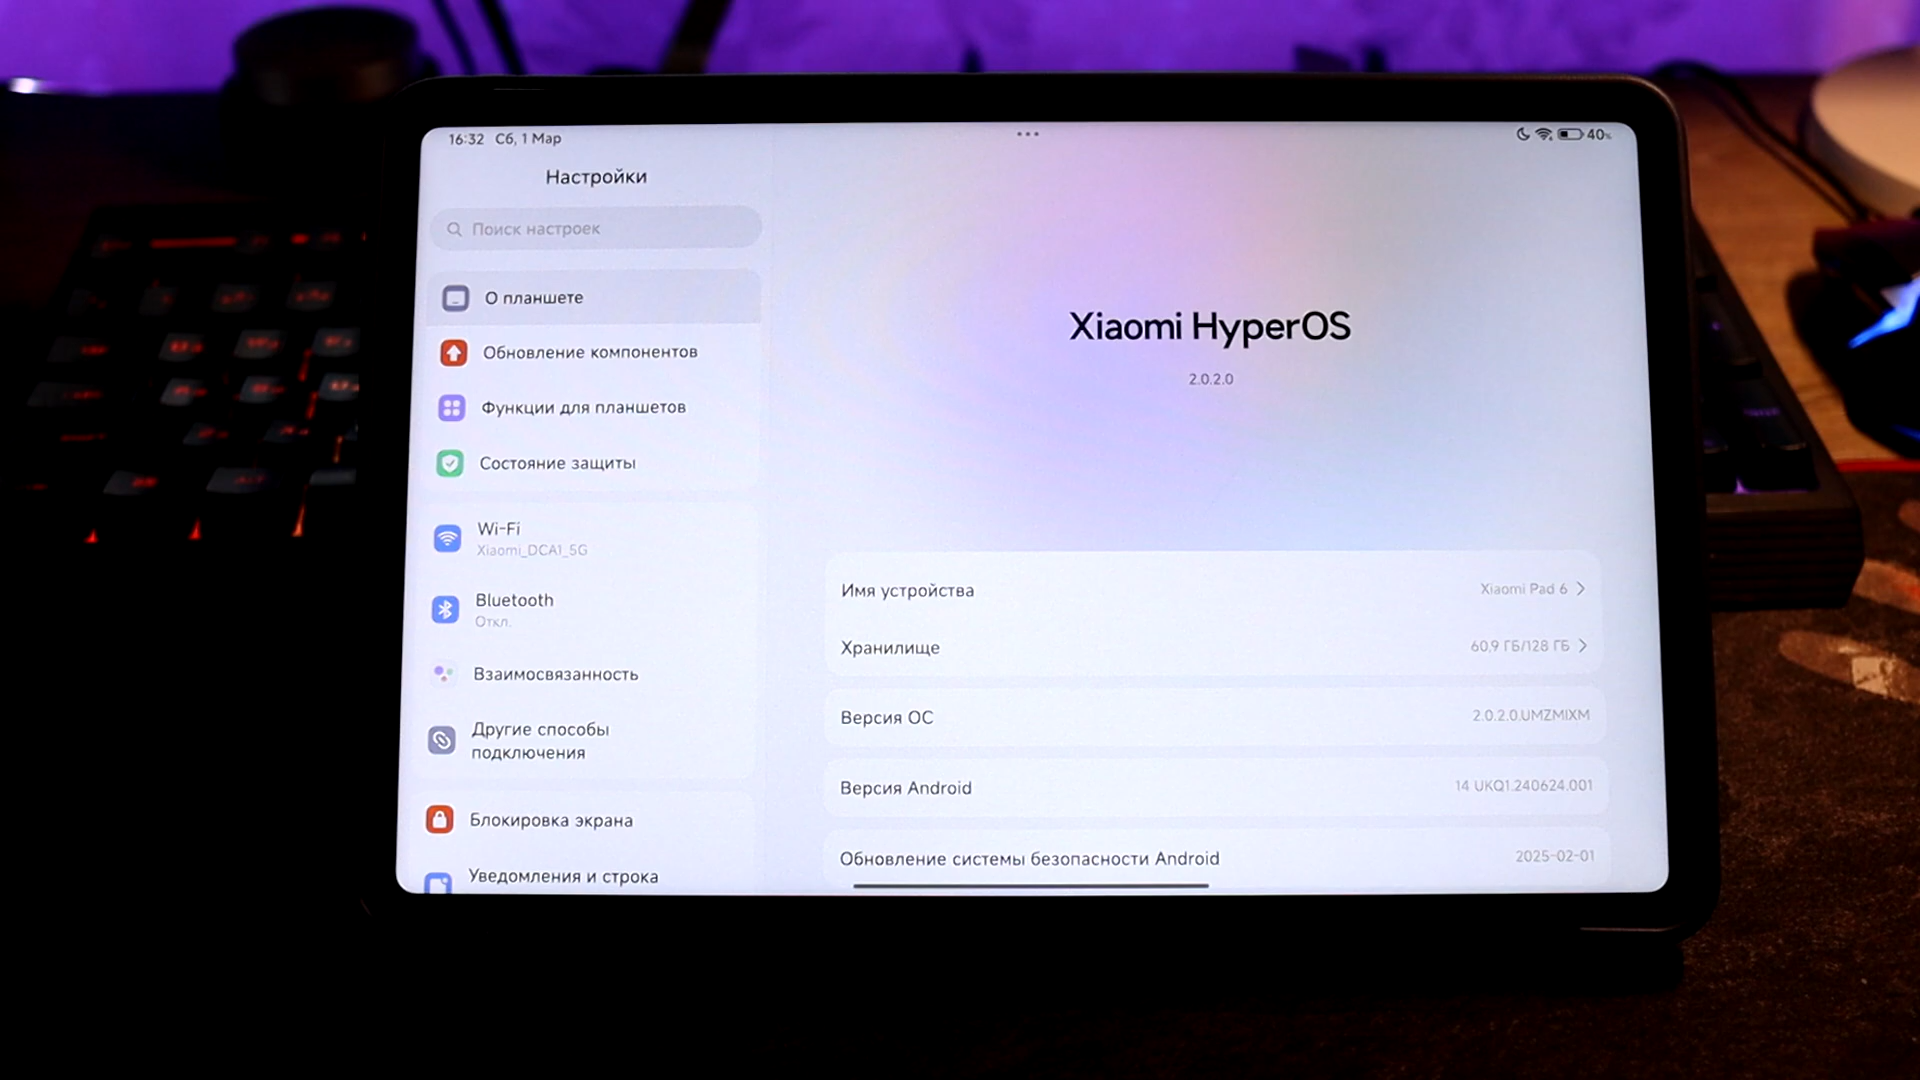 16:32 Сб, 1 Мар
40%
Настройки
Поиск настроек
О планшете
Обновление компонентов
Функции для планшетов
Состояние защиты
Wi-Fi
Xiaomi_DCA1_5G
Bluetooth
Откл.
Взаимосвязанность
Другие способы
подключения
Блокировка экрана
Уведомления и строка
Xiaomi HyperOS
2.0.2.0
Имя устройства Xiaomi Pad 6
Хранилище 60,9 ГБ/128 ГБ
Версия ОС 2.0.2.0.UMZMIXM
Версия Android 14 UKQ1.240624.001
Обновление системы безопасности Android 2025-02-01